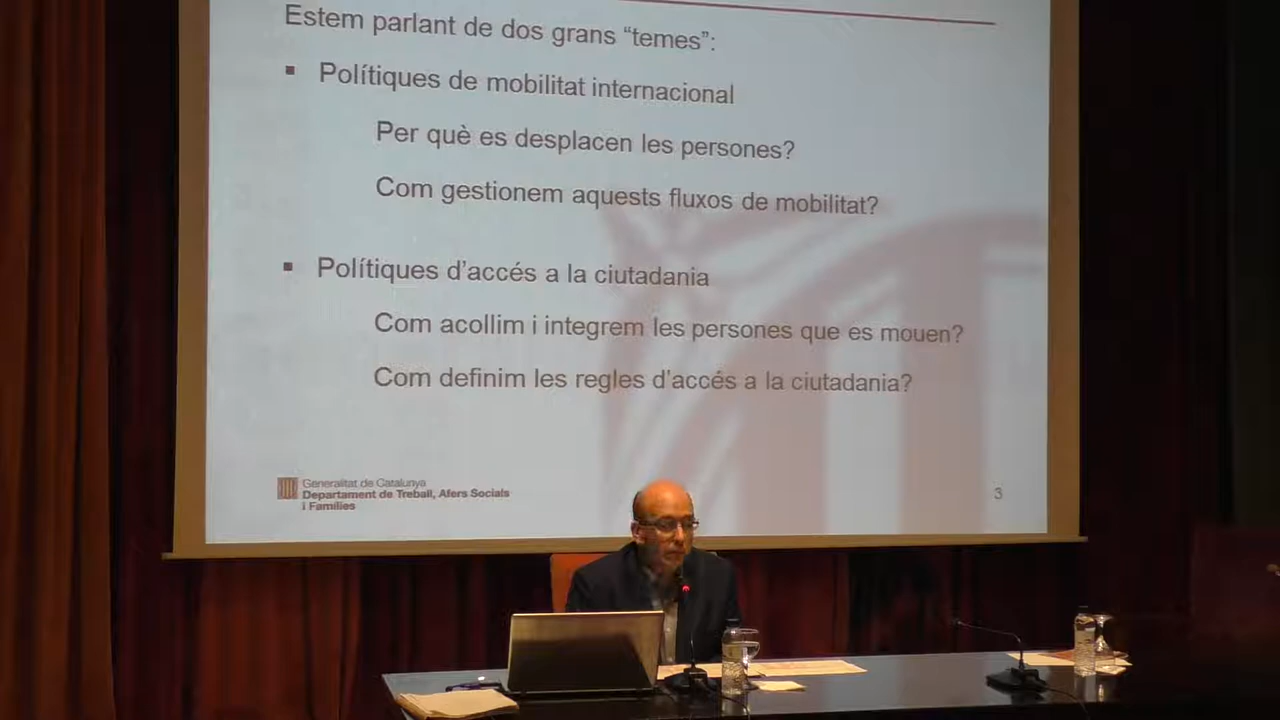 Estem parlant de dos grans “temes”:
▪ Polítiques de mobilitat internacional
Per què es desplacen les persones?
Com gestionem aquests fluxos de mobilitat?
▪ Polítiques d’accés a la ciutadania
Com acollim i integrem les persones que es mouen?
Com definim les regles d’accés a la ciutadania?
Generalitat de Catalunya
Departament de Treball, Afers Socials
i Famílies
3